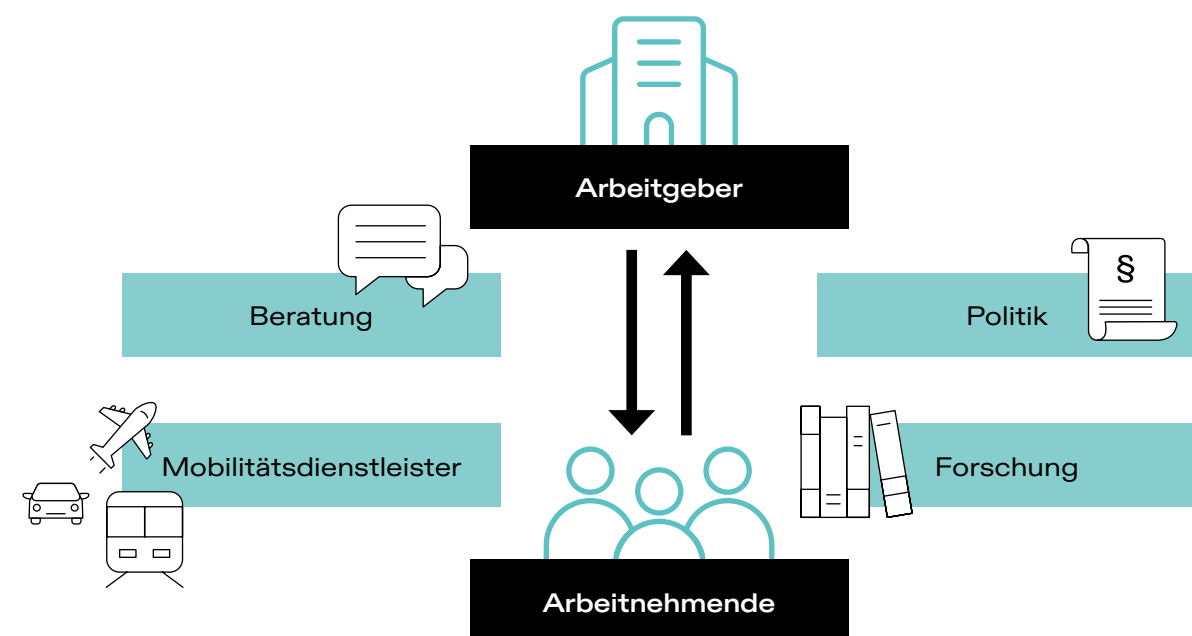 Arbeitgeber
Beratung
§
Politik
Mobilitätsdienstleister
Forschung
Arbeitnehmende